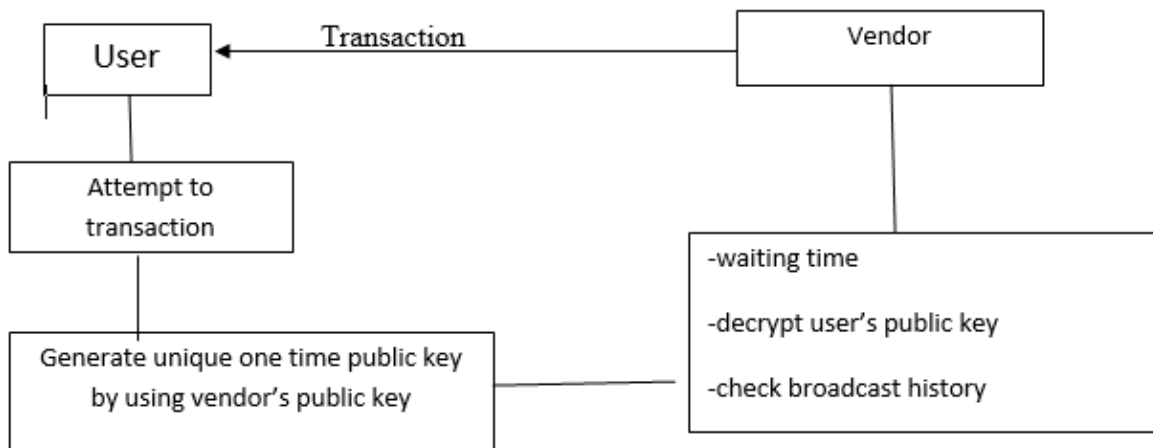 User
Transaction
Vendor
Attempt to
transaction
Generate unique one time public key
by using vendor's public key
-waiting time
-decrypt user's public key
-check broadcast history